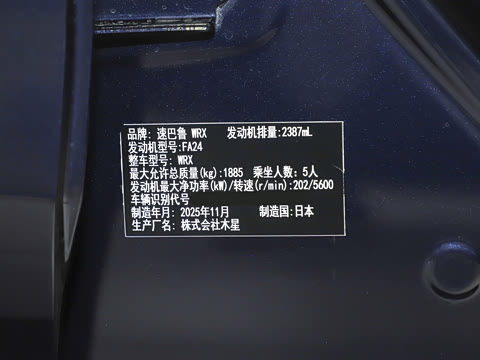 品牌: 速巴鲁 WRX 发动机排量:2387mL
发动机型号:FA24
整车型号: WRX
最大允许总质量(kg):1885 乘坐人数: 5人
发动机最大净功率(kW)/转速(r/min):202/5600
车辆识别代号
制造年月: 2025年11月 制造国:日本
生产厂名: 株式会社木星